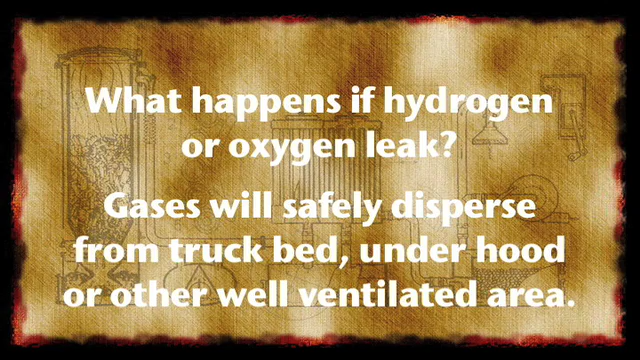 What happens if hydrogen
or oxygen leak?
Gases will safely disperse
from truck bed, under hood
or other well ventilated area.